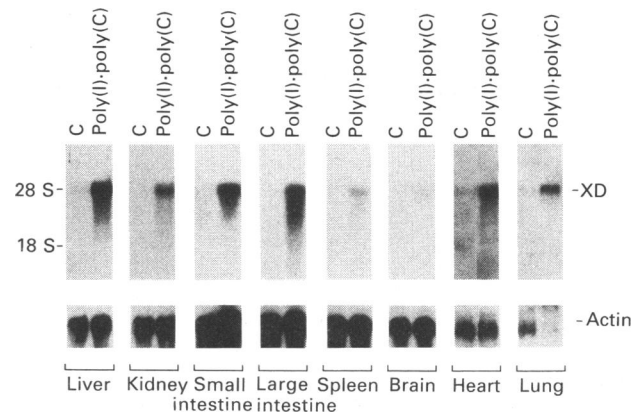 C Poly(I)·poly(C) C Poly(I)·poly(C) C Poly(I)·poly(C) C Poly(I)·poly(C) C Poly(I)·poly(C) C Poly(I)·poly(C) C Poly(I)·poly(C) C Poly(I)·poly(C)
28 S- -XD
18 S-
-Actin
Liver Kidney Small Large Spleen Brain Heart Lung
intestine intestine